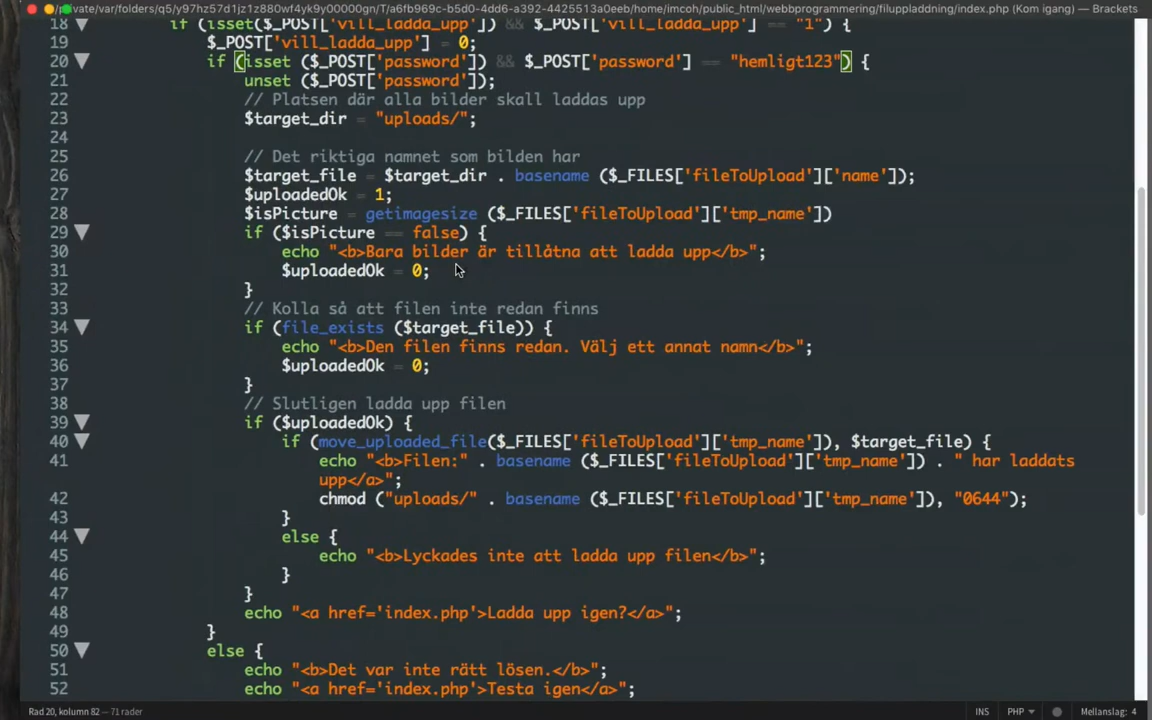 private/var/folders/q5/y97hz57d1jz1z880wf4yk9y00000gn/T/a6fb969c-b5d0-4dd6-a392-4425513a0eeb/home/imcoh/public_html/webbprogrammering/filuppladdning/index.php (Kom igang) — Brackets
18 if (isset($_POST['vill_ladda_upp']) && $_POST['vill_ladda_upp'] == "1") {
19 $_POST['vill_ladda_upp'] = 0;
20 if (isset ($_POST['password']) && $_POST['password'] == "hemligt123") {
21 unset ($_POST['password']);
22 // Platsen där alla bilder skall laddas upp
23 $target_dir = "uploads/";
24
25 // Det riktiga namnet som bilden har
26 $target_file = $target_dir . basename ($_FILES['fileToUpload']['name']);
27 $uploadedOk = 1;
28 $isPicture = getimagesize ($_FILES['fileToUpload']['tmp_name'])
29 if ($isPicture == false) {
30 echo "<b>Bara bilder är tillåtna att ladda upp</b>";
31 $uploadedOk = 0;
32 }
33 // Kolla så att filen inte redan finns
34 if (file_exists ($target_file)) {
35 echo "<b>Den filen finns redan. Välj ett annat namn</b>";
36 $uploadedOk = 0;
37 }
38 // Slutligen ladda upp filen
39 if ($uploadedOk) {
40 if (move_uploaded_file($_FILES['fileToUpload']['tmp_name']), $target_file) {
41 echo "<b>Filen:" . basename ($_FILES['fileToUpload']['tmp_name']) . " har laddats
upp</a>";
42 chmod ("uploads/" . basename ($_FILES['fileToUpload']['tmp_name']), "0644");
43 }
44 else {
45 echo "<b>Lyckades inte att ladda upp filen</b>";
46 }
47 }
48 echo "<a href='index.php'>Ladda upp igen?</a>";
49 }
50 else {
51 echo "<b>Det var inte rätt lösen.</b>";
52 echo "<a href='index.php'>Testa igen</a>";
Rad 20, kolumn 82 — 71 rader
INS PHP Mellanslag: 4